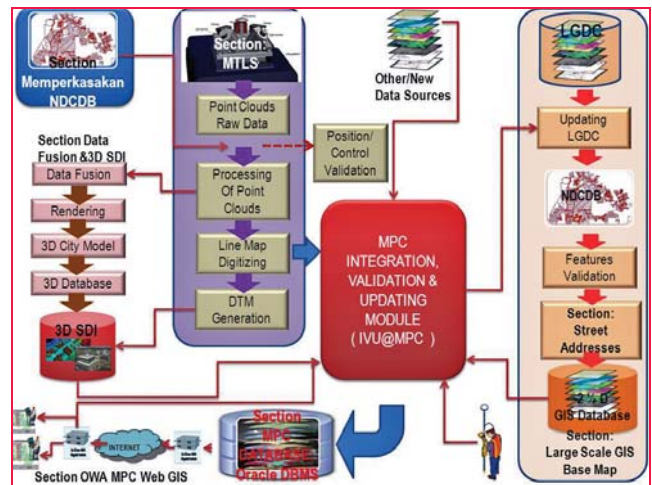 Section
Memperkasakan
NDCDB
Section:
MTLS
Point Clouds
Raw Data
Position/
Control
Validation
Processing
Of Point
Clouds
Line Map
Digitizing
DTM
Generation
Section Data
Fusion &3D SDI
Data Fusion
Rendering
3D City Model
3D Database
3D SDI
Other/New
Data Sources
MPC
INTEGRATION,
VALIDATION &
UPDATING
MODULE
( IVU@MPC )
LGDC
Updating
LGDC
NDCDB
Features
Validation
Section:
Street
Addresses
2 ½ D
GIS Database
Section:
Large Scale GIS
Base Map
Section
MPC
DATABASE
Oracle DBMS
INTERNET
Section OWA MPC Web GIS